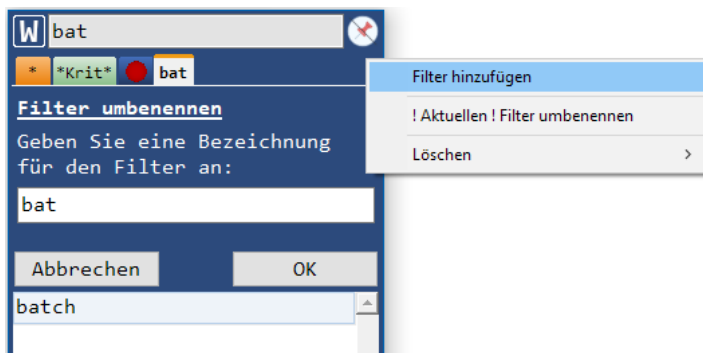 W bat
* *Krit* bat
Filter umbenennen
Geben Sie eine Bezeichnung
für den Filter an:
bat
Abbrechen OK
batch
Filter hinzufügen
! Aktuellen ! Filter umbenennen
Löschen >